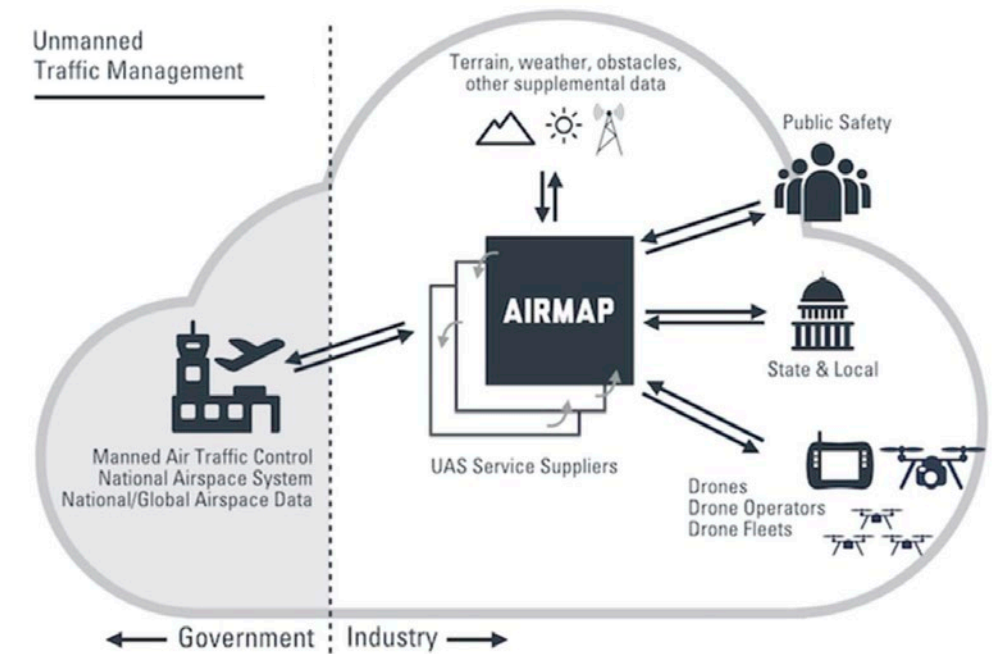 Unmanned
Traffic Management
Terrain, weather, obstacles,
other supplemental data
Public Safety
AIRMAP
State & Local
UAS Service Suppliers
Manned Air Traffic Control
National Airspace System
National/Global Airspace Data
Drones
Drone Operators
Drone Fleets
Government
Industry